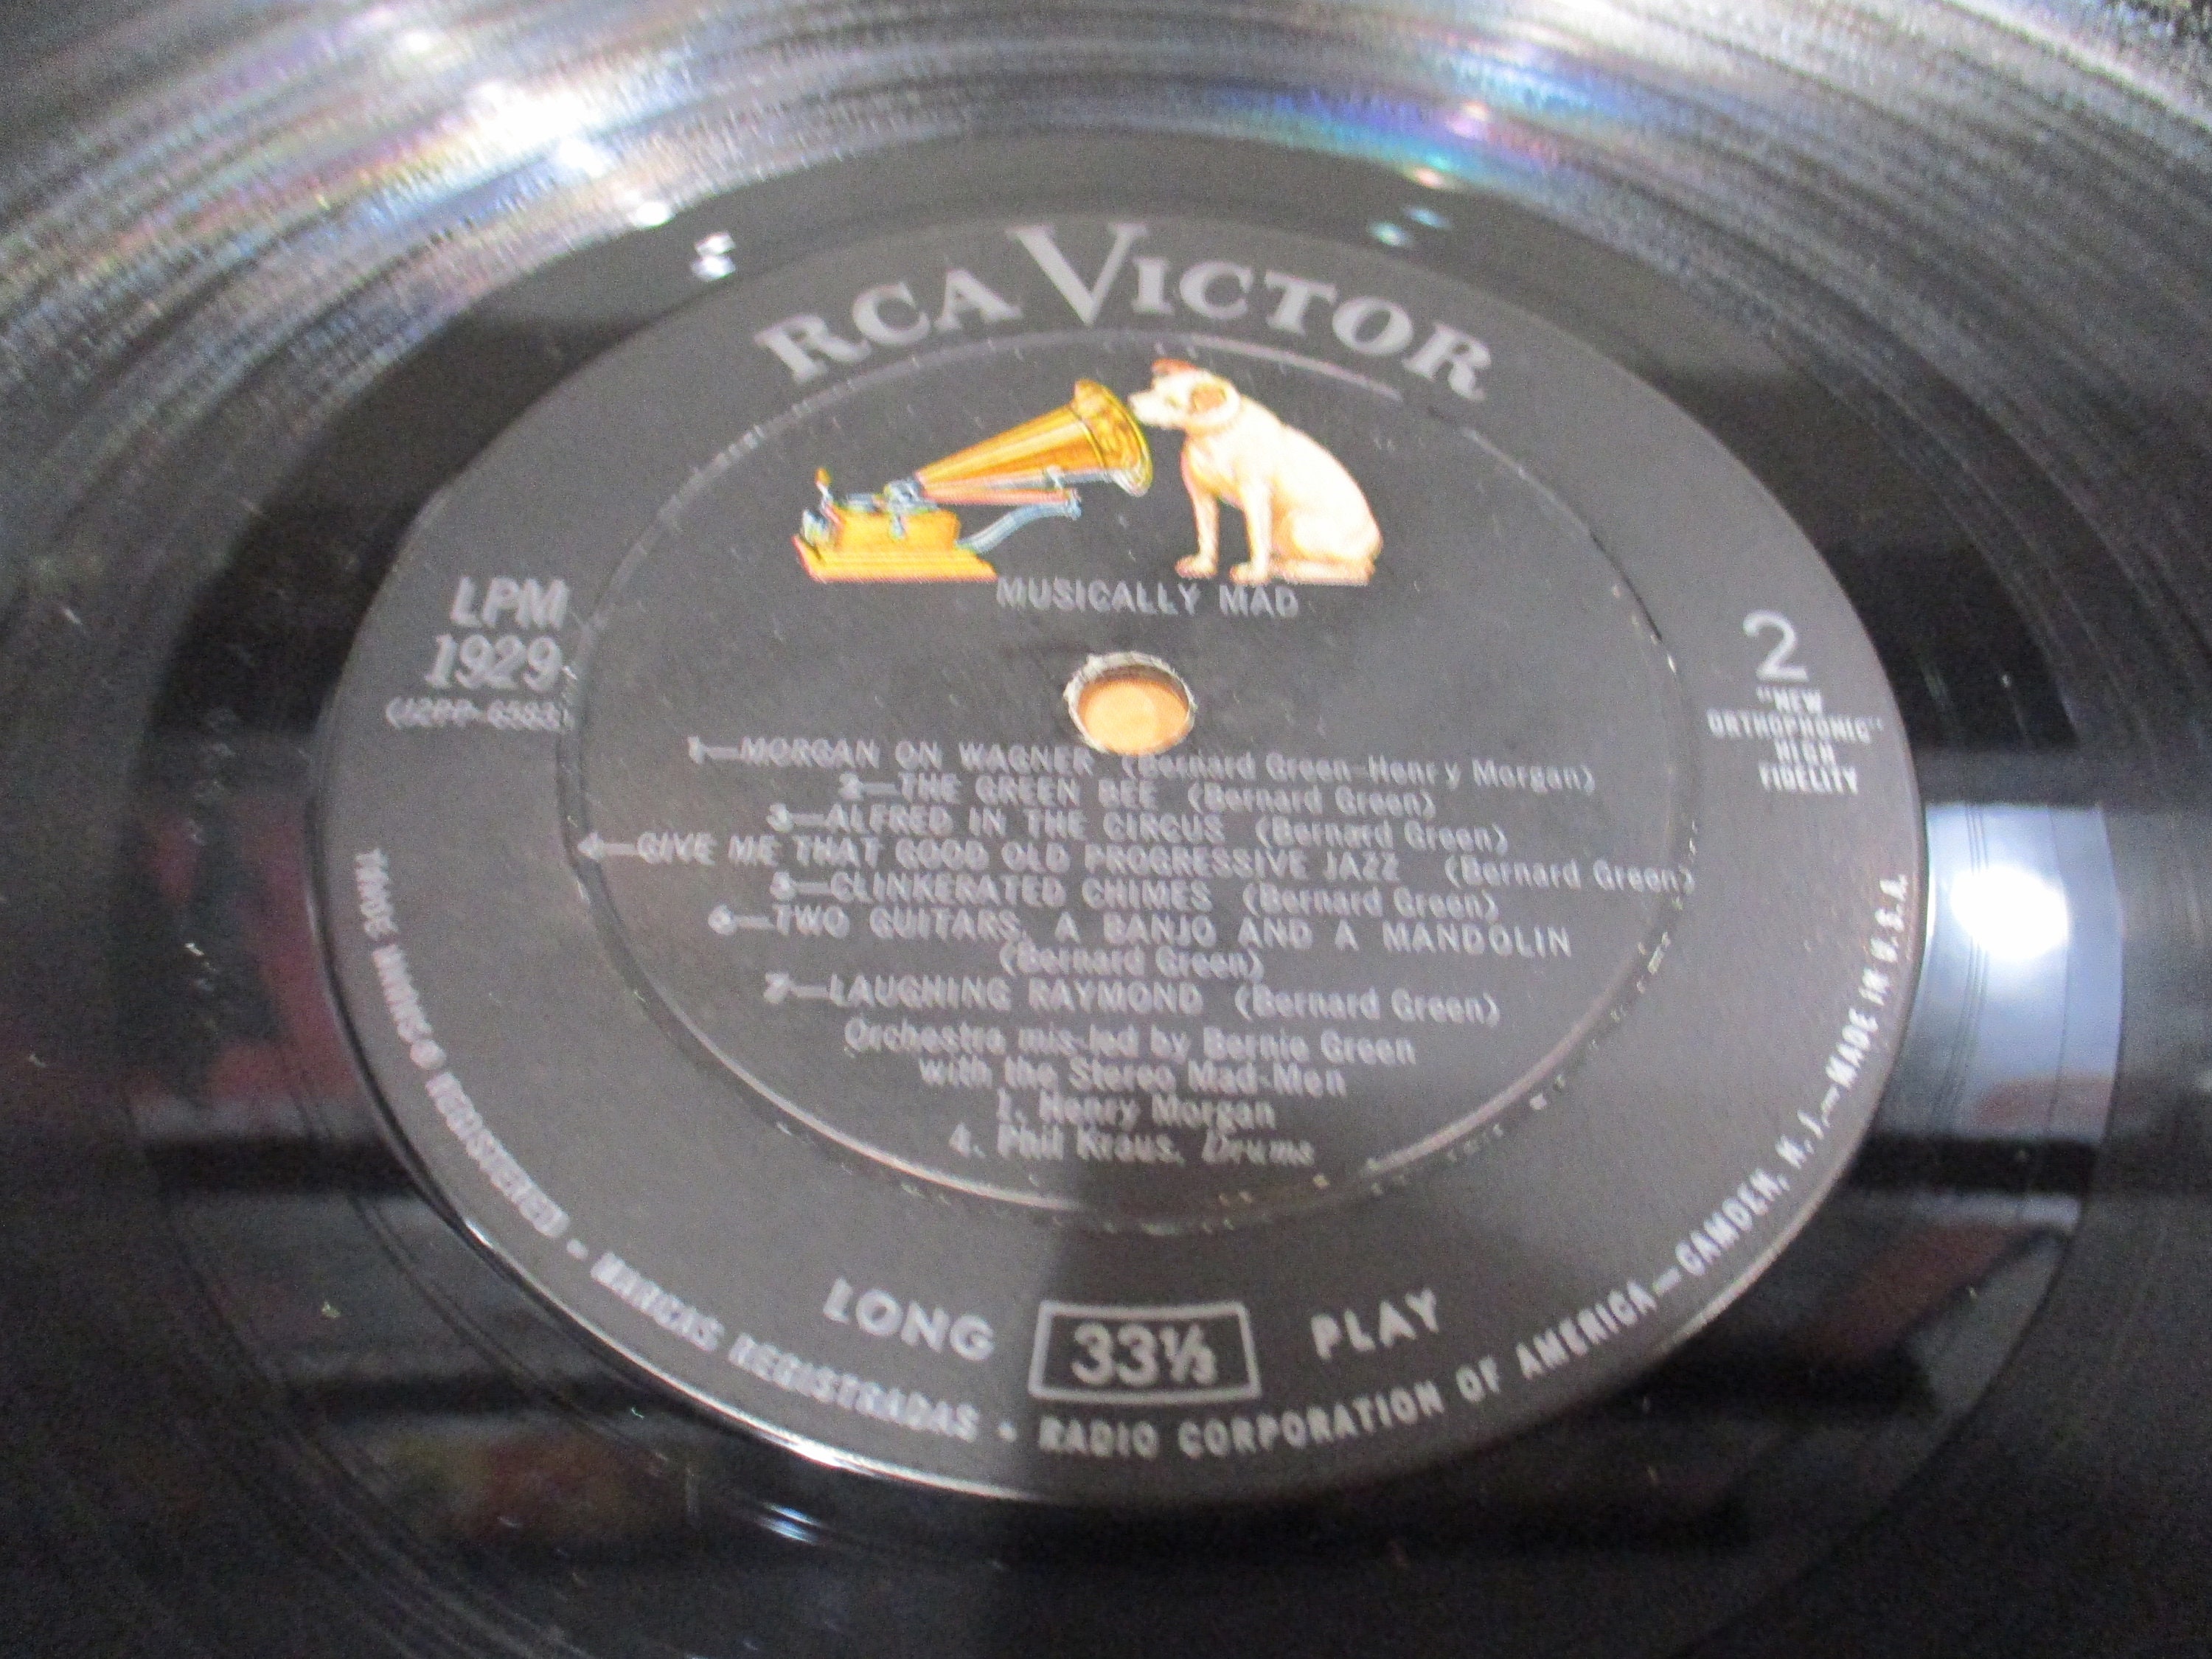 RCA VICTOR
MUSICALLY MAD
LPM
1929
2
"NEW
ORTHOPHONIC"
HIGH
FIDELITY
1—MORGAN ON WAGNER (Bernard Green-Henry Morgan)
2—THE GREEN BEE (Bernard Green)
3—ALFRED IN THE CIRCUS (Bernard Green)
4—GIVE ME THAT GOOD OLD PROGRESSIVE JAZZ (Bernard Green)
5—CLINKERATED CHIMES (Bernard Green)
6—TWO GUITARS, A BANJO AND A MANDOLIN
(Bernard Green)
7—LAUGHING RAYMOND (Bernard Green)
Orchestra mis-led by Bernie Green
with the Stereo Mad-Men
1. Henry Morgan
4. Phil Kraus, Drums
LONG 33⅓ PLAY
TRADE MARKS ® REGISTERED • MARCAS REGISTRADAS • RADIO CORPORATION OF AMERICA—CAMDEN, N. J.—MADE IN U.S.A.